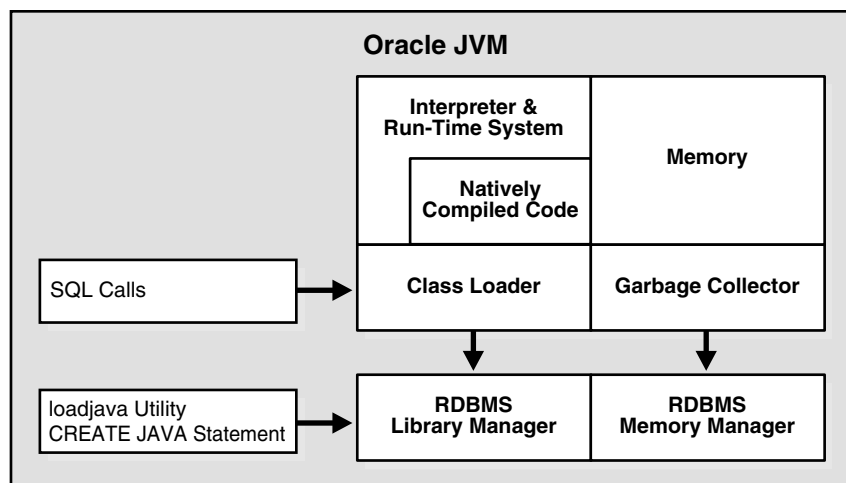 Oracle JVM
Interpreter &
Run-Time System
Memory
Natively
Compiled Code
SQL Calls
Class Loader
Garbage Collector
loadjava Utility
CREATE JAVA Statement
RDBMS
Library Manager
RDBMS
Memory Manager